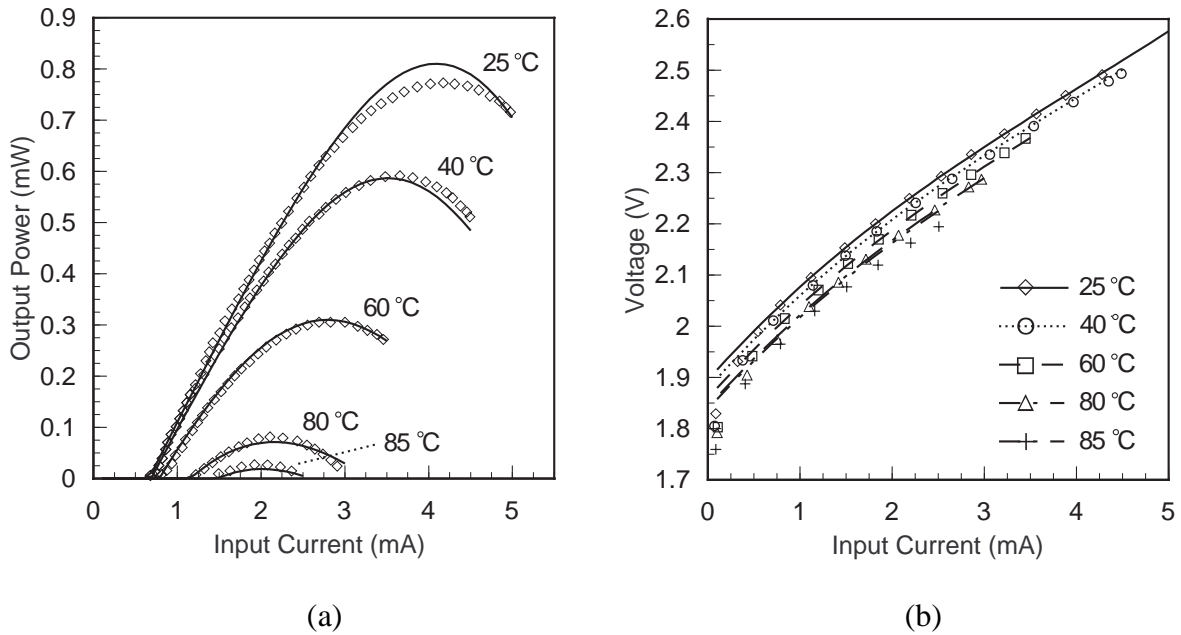 0.9
0.8
0.7
0.6
0.5
0.4
0.3
0.2
0.1
0
Output Power (mW)
25 °C
40 °C
60 °C
80 °C
85 °C
0 1 2 3 4 5
Input Current (mA)
(a)
2.6
2.5
2.4
2.3
2.2
2.1
2
1.9
1.8
1.7
Voltage (V)
25 °C
40 °C
60 °C
80 °C
85 °C
0 1 2 3 4 5
Input Current (mA)
(b)